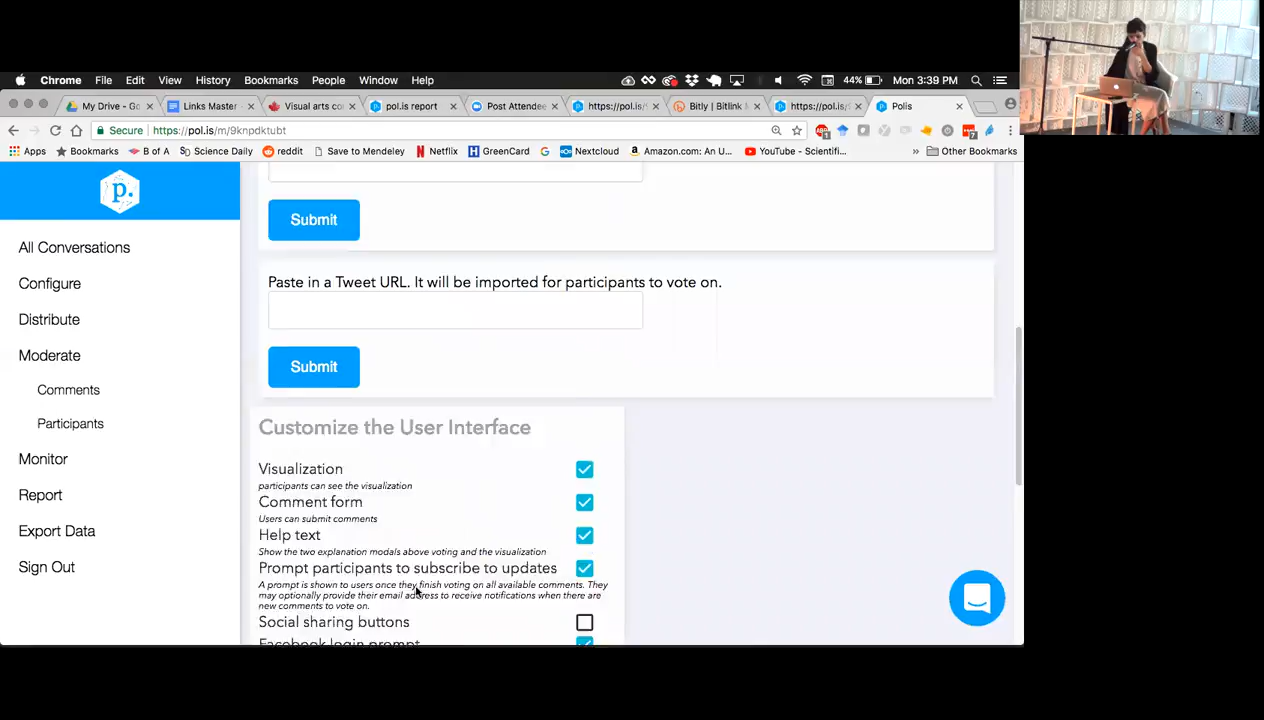 Chrome File Edit View History Bookmarks People Window Help 44% Mon 3:39 PM
My Drive - Go Links Master - Visual arts co pol.is report Post Attendee https://pol.is/ Bitly | Bitlink M https://pol.is/ Polis
Secure https://pol.is/m/9knpdktubt
Apps Bookmarks B of A Science Daily reddit Save to Mendeley Netflix GreenCard Nextcloud Amazon.com: An U... YouTube - Scientifi... » Other Bookmarks
p.
All Conversations
Configure
Distribute
Moderate
Comments
Participants
Monitor
Report
Export Data
Sign Out
Submit
Paste in a Tweet URL. It will be imported for participants to vote on.
Submit
Customize the User Interface
Visualization
participants can see the visualization
Comment form
Users can submit comments
Help text
Show the two explanation modals above voting and the visualization
Prompt participants to subscribe to updates
A prompt is shown to users once they finish voting on all available comments. They
may optionally provide their email address to receive notifications when there are
new comments to vote on.
Social sharing buttons
Facebook login prompt